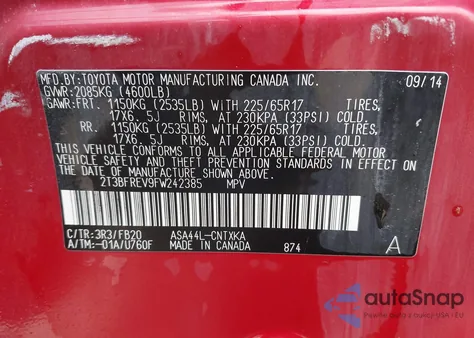 MFD.BY:TOYOTA MOTOR MANUFACTURING CANADA INC. 09/14
GVWR:2085KG (4600LB)
GAWR:FRT. 1150KG (2535LB) WITH 225/65R17 TIRES,
17X6. 5J RIMS, AT 230KPA (33PSI) COLD.
RR. 1150KG (2535LB) WITH 225/65R17 TIRES,
17X6. 5J RIMS, AT 230KPA (33PSI) COLD.
THIS VEHICLE CONFORMS TO ALL APPLICABLE FEDERAL MOTOR
VEHICLE SAFETY AND THEFT PREVENTION STANDARDS IN
EFFECT ON THE DATE OF MANUFACTURE SHOWN ABOVE.
2T3BFREV9FW242385 MPV
C/TR:3R3/FB20 ASA44L-CNTXKA
A/TM:-01A/U760F MADE IN CANADA 874 A
autoSnap